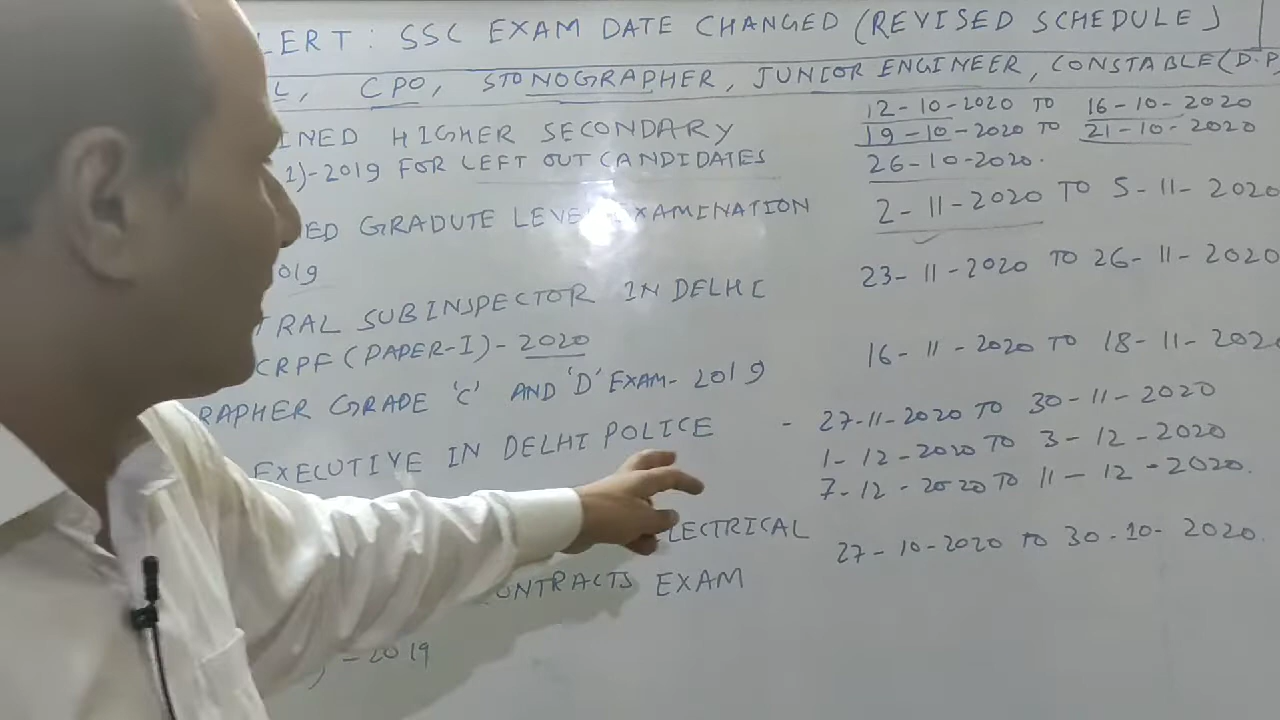 LERT: SSC EXAM DATE CHANGED (REVISED SCHEDULE)
L, CPO, STONOGRAPHER, JUNIOR ENGINEER, CONSTABLE(D.P
INED HIGHER SECONDARY 12-10-2020 TO 16-10-2020
19-10-2020 TO 21-10-2020
1)-2019 FOR LEFT OUT CANDIDATES 26-10-2020.
ED GRADUTE LEVEL EXAMINATION 2-11-2020 TO 5-11-2020
019
TRAL SUBINSPECTOR IN DELHI 23-11-2020 TO 26-11-2020
CRPF (PAPER-I)-2020
RAPHER GRADE 'C' AND 'D' EXAM-2019 16-11-2020 TO 18-11-202
EXECUTIVE IN DELHI POLICE - 27-11-2020 TO 30-11-2020
1-12-2020 TO 3-12-2020
7-12-2020 TO 11-12-2020.
LECTRICAL 27-10-2020 TO 30-10-2020.
ONTRACTS EXAM
)-2019